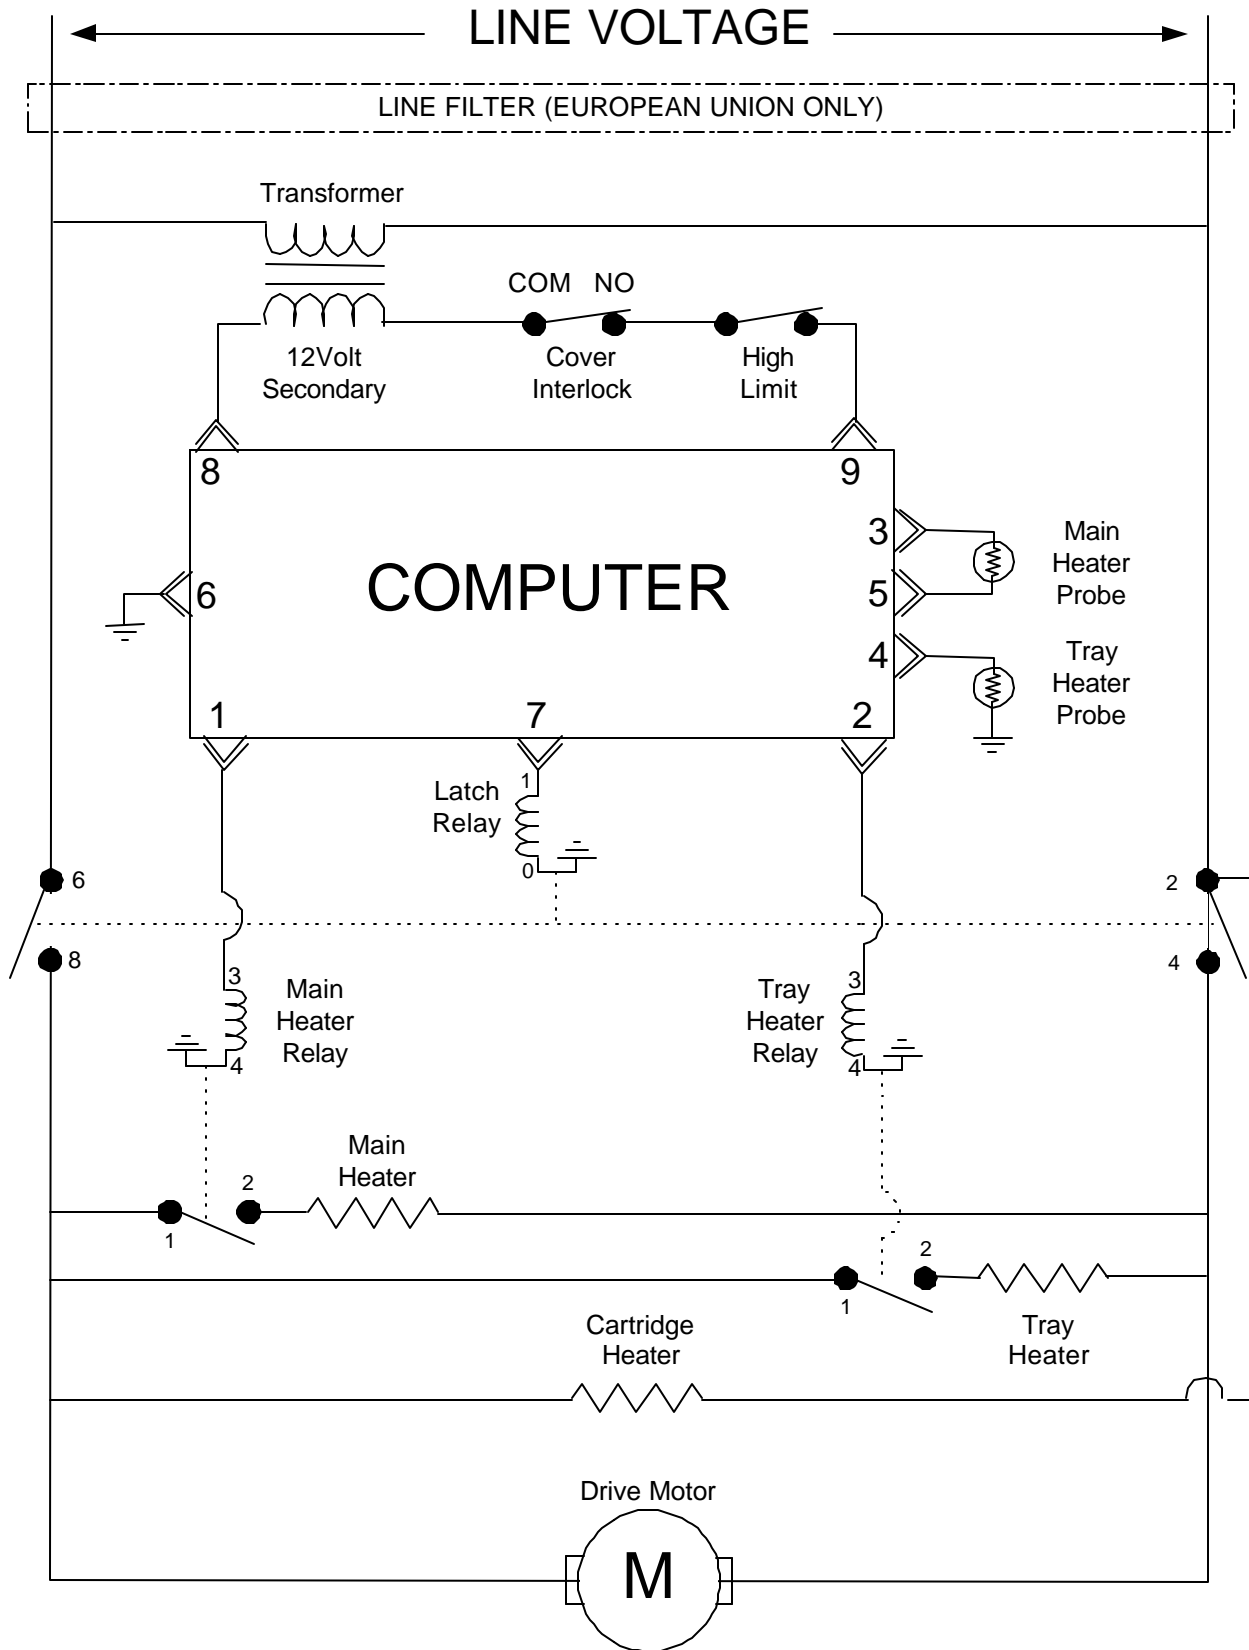 LINE VOLTAGE
LINE FILTER (EUROPEAN UNION ONLY)
Transformer
COM NO
12Volt
Secondary
Cover
Interlock
High
Limit
8
9
3
Main
Heater
Probe
COMPUTER
6
5
4
Tray
Heater
Probe
1
7
2
Latch
Relay
1
0
6
2
8
4
3
Main
Heater
Relay
4
Tray
Heater
Relay
3
4
Main
Heater
2
1
2
1
Cartridge
Heater
Tray
Heater
Drive Motor
M